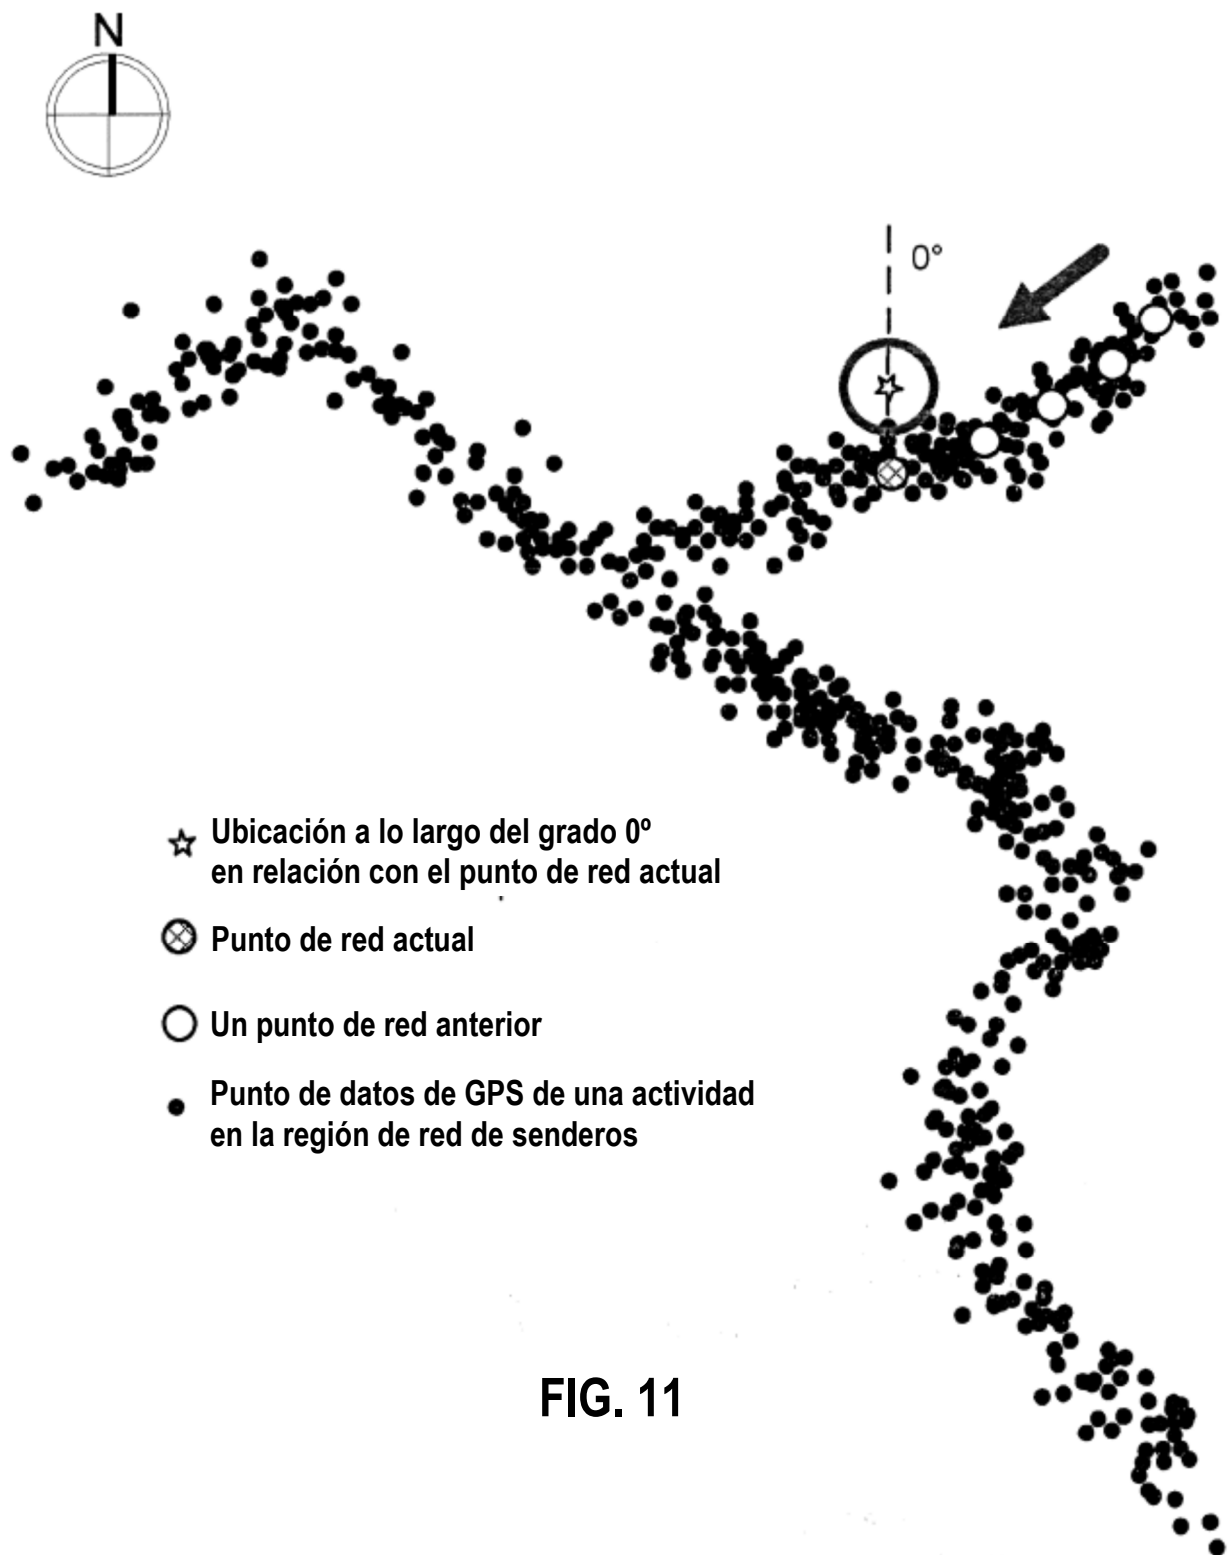 N
0°
Ubicación a lo largo del grado 0º
en relación con el punto de red actual
Punto de red actual
Un punto de red anterior
Punto de datos de GPS de una actividad
en la región de red de senderos
FIG. 11